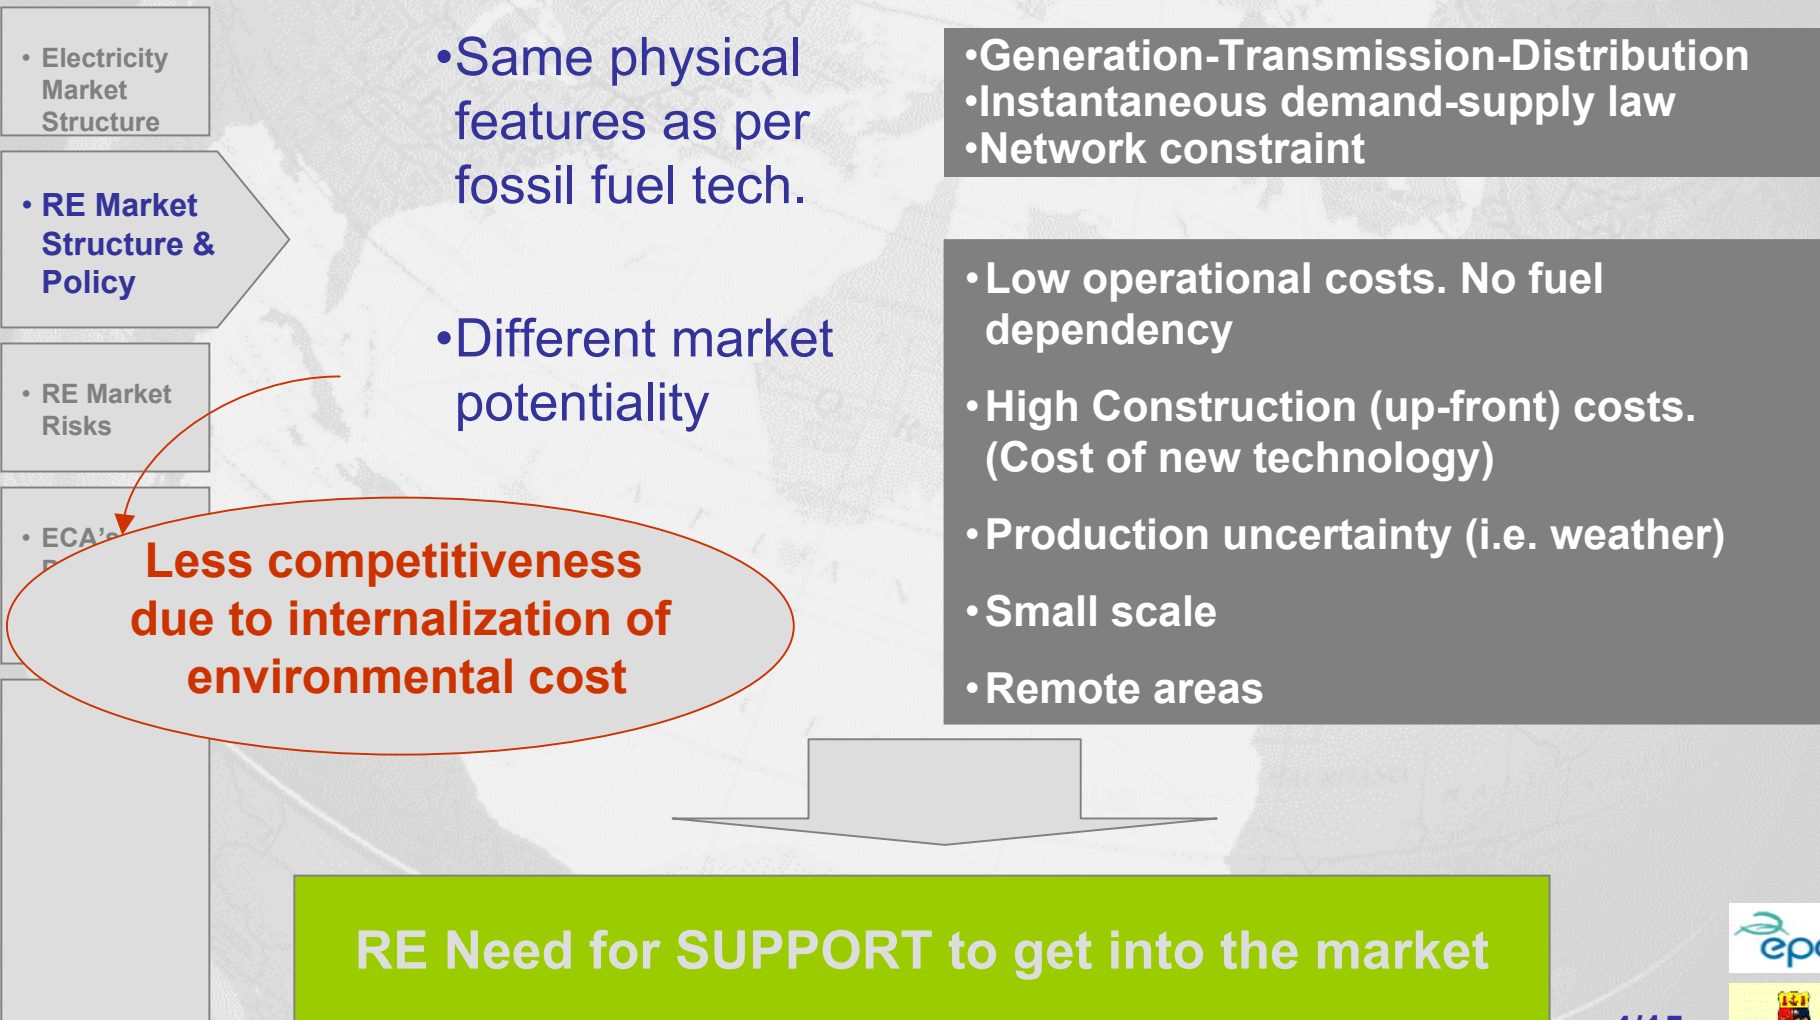 • Electricity
Market
Structure
• RE Market
Structure &
Policy
• RE Market
Risks
• ECA's
•Same physical
features as per
fossil fuel tech.
•Different market
potentiality
•Generation-Transmission-Distribution
•Instantaneous demand-supply law
•Network constraint
• Low operational costs. No fuel
dependency
• High Construction (up-front) costs.
(Cost of new technology)
• Production uncertainty (i.e. weather)
• Small scale
• Remote areas
Less competitiveness
due to internalization of
environmental cost
MAURITANIA
RE Need for SUPPORT to get into the market